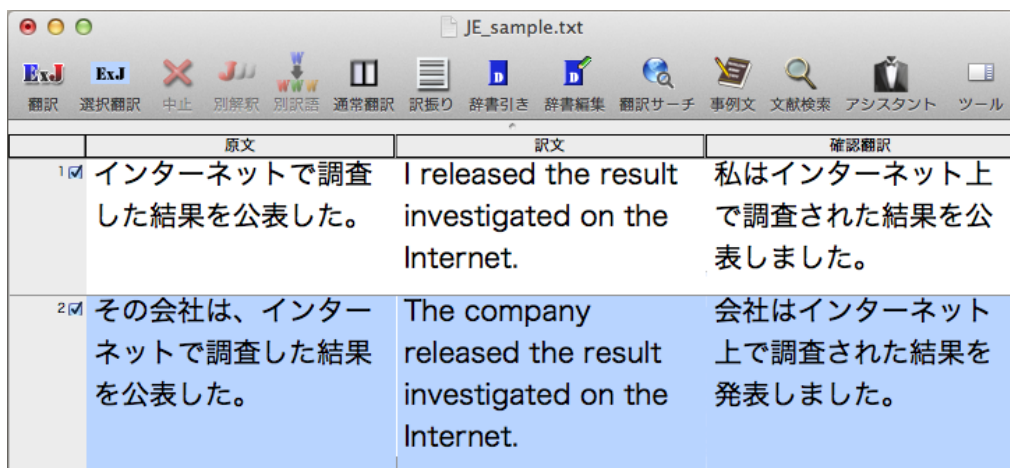 JE_sample.txt
ExJ ExJ JJJ W WWW D D
翻訳 選択翻訳 中止 別解釈 別訳語 通常翻訳 訳振り 辞書引き 辞書編集 翻訳サーチ 事例文 文献検索 アシスタント ツール
原文 訳文 確認翻訳
1 インターネットで調査 I released the result 私はインターネット上
した結果を公表した。 investigated on the で調査された結果を公
Internet. 表しました。
2 その会社は、インター The company 会社はインターネット
ネットで調査した結果 released the result 上で調査された結果を
を公表した。 investigated on the 発表しました。
Internet.